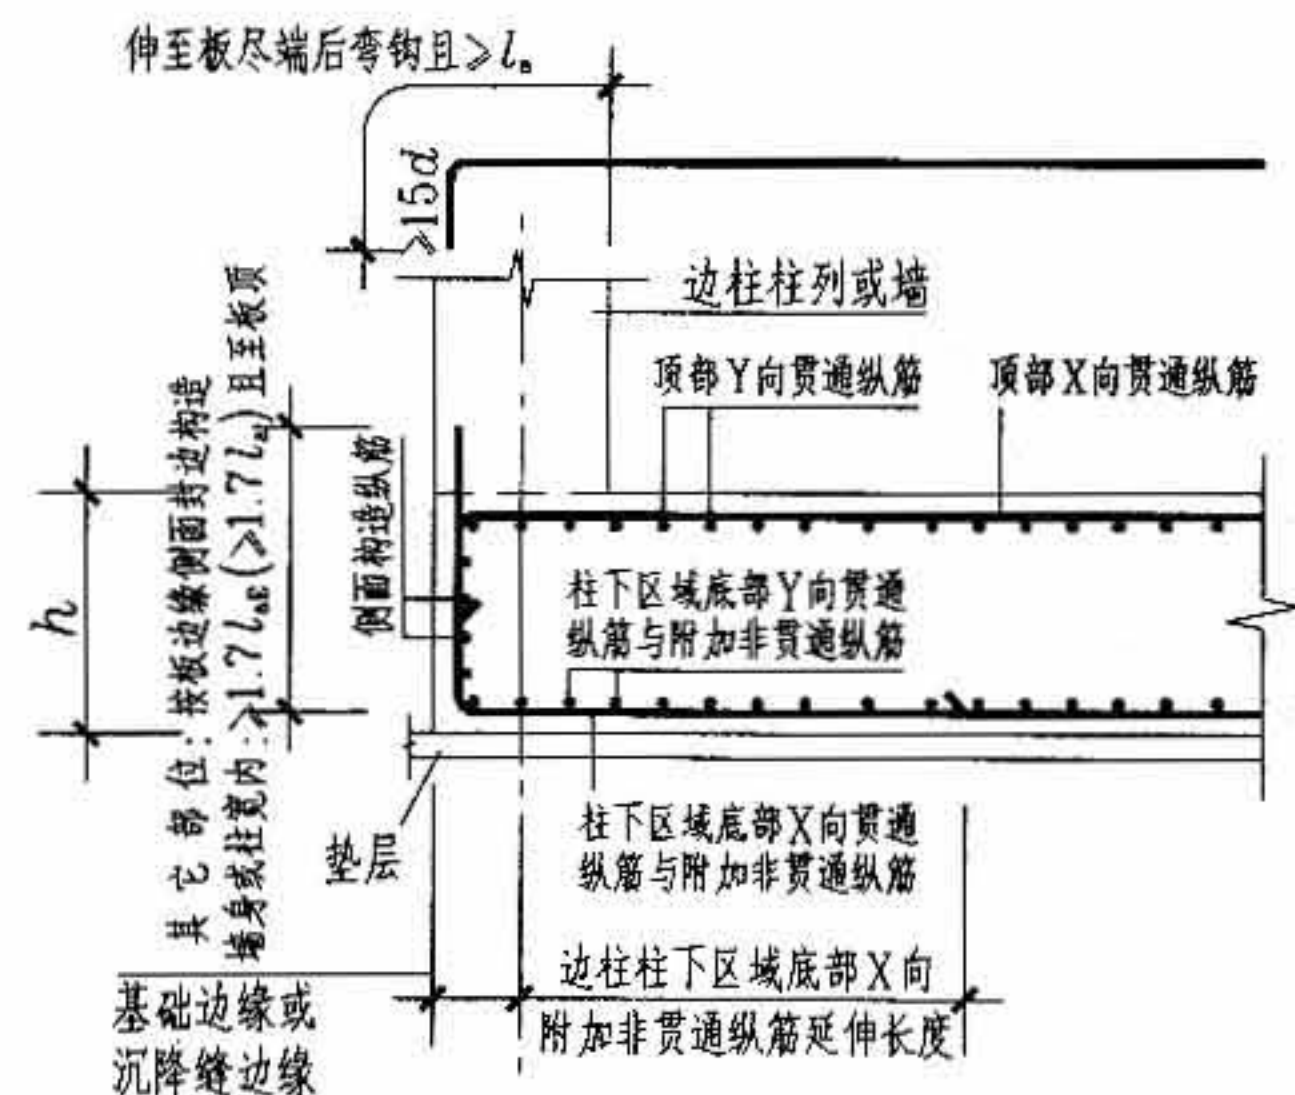 伸至板尽端后弯钩且≥lₐ
≥15d
边柱柱列或墙
顶部Y向贯通纵筋
顶部X向贯通纵筋
其它部位:按板边缘侧面封边构造
墙身或柱宽内:≥1.7lₐE(≥1.7lₐ)且至板顶
侧面构造纵筋
h
柱下区域底部Y向贯通
纵筋与附加非贯通纵筋
垫层
柱下区域底部X向贯通
纵筋与附加非贯通纵筋
边柱柱下区域底部X向
附加非贯通纵筋延伸长度
基础边缘或
沉降缝边缘